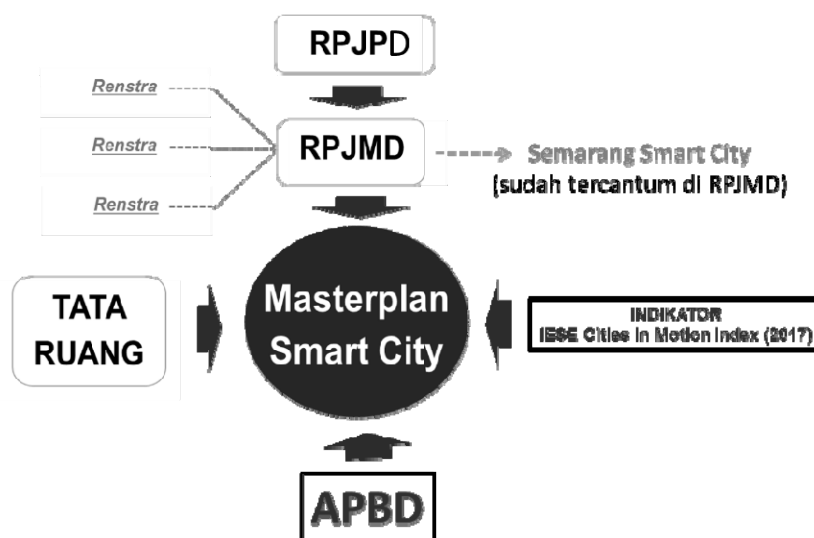 RPJPD
Renstra
Renstra
Renstra
RPJMD
Semarang Smart City
(sudah tercantum di RPJMD)
TATA
RUANG
Masterplan
Smart City
INDIKATOR
IESE Cities in Motion Index (2017)
APBD